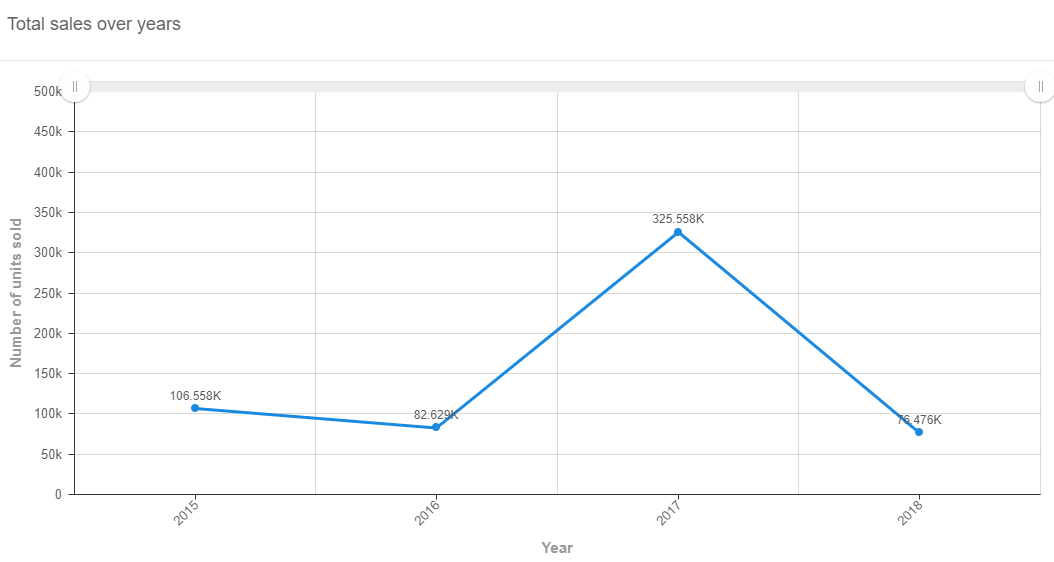 Total sales over years
500k
450k
400k
350k
300k
250k
200k
150k
100k
50k
0
Number of units sold
106.558K
82.629K
325.558K
76.476K
2015
2016
2017
2018
Year